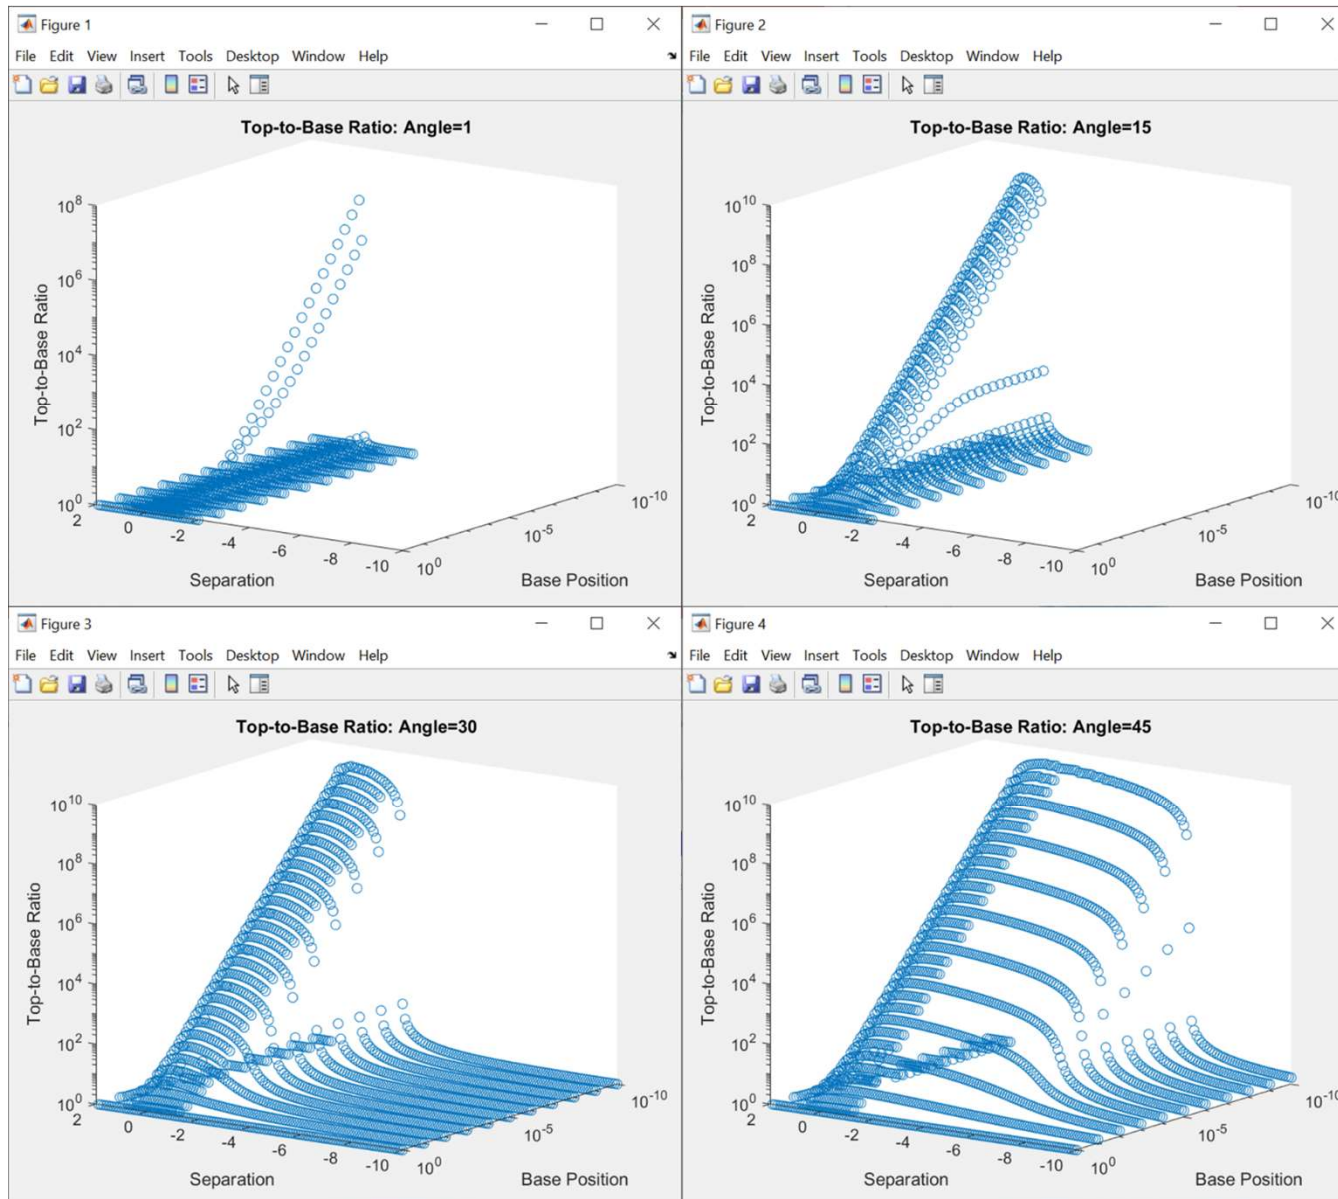 Figure 1
File Edit View Insert Tools Desktop Window Help
Top-to-Base Ratio: Angle=1
10^8
10^6
10^4
10^2
10^0
Top-to-Base Ratio
2 0 -2 -4 -6 -8 -10
Separation
10^0 10^-5 10^-10
Base Position
Figure 2
File Edit View Insert Tools Desktop Window Help
Top-to-Base Ratio: Angle=15
10^10
10^8
10^6
10^4
10^2
10^0
Top-to-Base Ratio
2 0 -2 -4 -6 -8 -10
Separation
10^0 10^-5 10^-10
Base Position
Figure 3
File Edit View Insert Tools Desktop Window Help
Top-to-Base Ratio: Angle=30
10^10
10^8
10^6
10^4
10^2
10^0
Top-to-Base Ratio
2 0 -2 -4 -6 -8 -10
Separation
10^0 10^-5 10^-10
Base Position
Figure 4
File Edit View Insert Tools Desktop Window Help
Top-to-Base Ratio: Angle=45
10^10
10^8
10^6
10^4
10^2
10^0
Top-to-Base Ratio
2 0 -2 -4 -6 -8 -10
Separation
10^0 10^-5 10^-10
Base Position